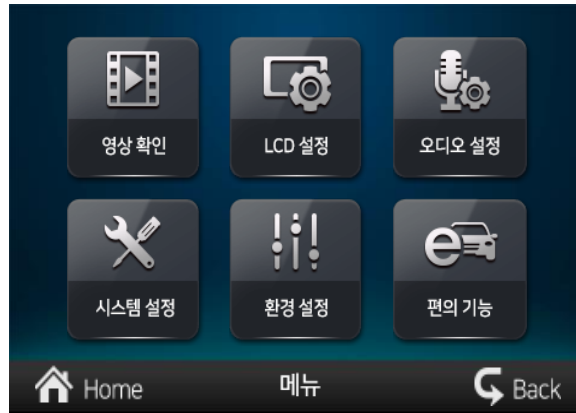 영상 확인
LCD 설정
오디오 설정
시스템 설정
환경 설정
편의 기능
Home
메뉴
Back